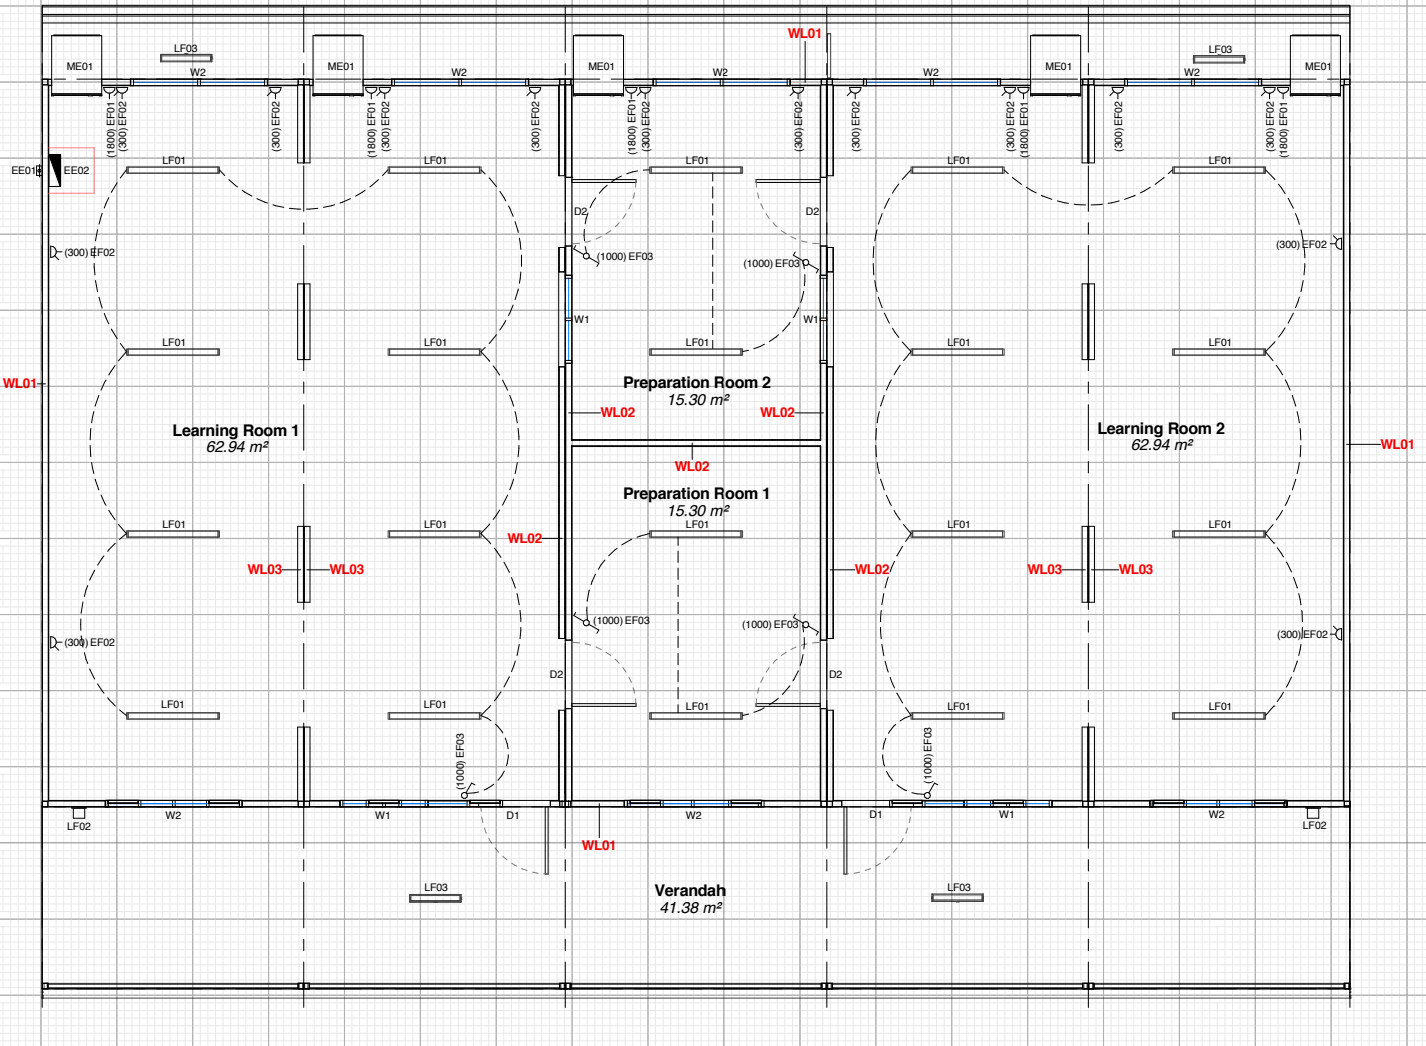 WL01
LF03
LF03
ME01
W2
ME01
W2
ME01
W2
W2
ME01
W2
ME01
(1800) EF01
(300) EF02
(300) EF02
(1800) EF01
(300) EF02
(300) EF02
(1800) EF01
(300) EF02
(300) EF02
(300) EF02
(300) EF02
(1800) EF01
(300) EF02
(300) EF02
(1800) EF01
EE01
EE02
LF01
LF01
LF01
LF01
LF01
D2
D2
(300) EF02
(1000) EF03
(1000) EF03
(300) EF02
W1
W1
LF01
LF01
LF01
LF01
LF01
WL01
Preparation Room 2
15.30 m²
WL02
WL02
Learning Room 1
62.94 m²
Learning Room 2
62.94 m²
WL01
WL02
Preparation Room 1
15.30 m²
LF01
LF01
LF01
LF01
LF01
WL02
WL03
WL03
WL02
WL03
WL03
(300) EF02
(1000) EF03
(1000) EF03
(300) EF02
D2
D2
LF01
LF01
LF01
LF01
LF01
(1000) EF03
(1000) EF03
LF02
W2
W1
D1
W2
D1
W1
W2
LF02
WL01
LF03
Verandah
41.38 m²
LF03